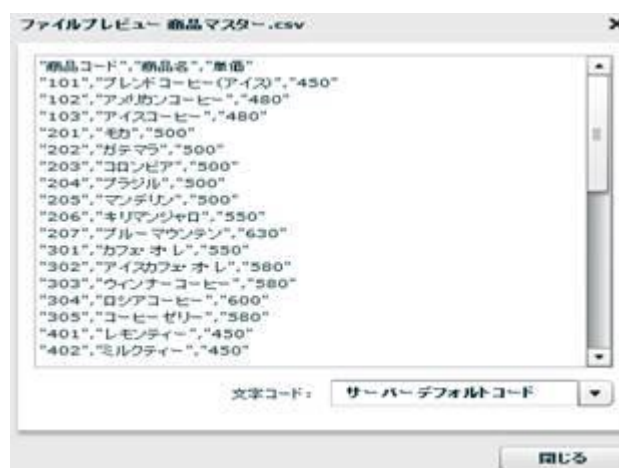 ファイルプレビュー 商品マスター.csv
"商品コード","商品名","単価"
"101","ブレンドコーヒー(アイス)","450"
"102","アメリカンコーヒー","480"
"103","アイスコーヒー","480"
"201","モカ","500"
"202","ガテマラ","500"
"203","コロンビア","500"
"204","ブラジル","500"
"205","マンデリン","500"
"206","キリマンジャロ","550"
"207","ブルーマウンテン","630"
"301","カフェ・オ・レ","550"
"302","アイスカフェ・オ・レ","580"
"303","ウィンナーコーヒー","580"
"304","ロシアコーヒー","600"
"305","コーヒーゼリー","580"
"401","レモンティー","450"
"402","ミルクティー","450"
文字コード: サーバーデフォルトコード
閉じる